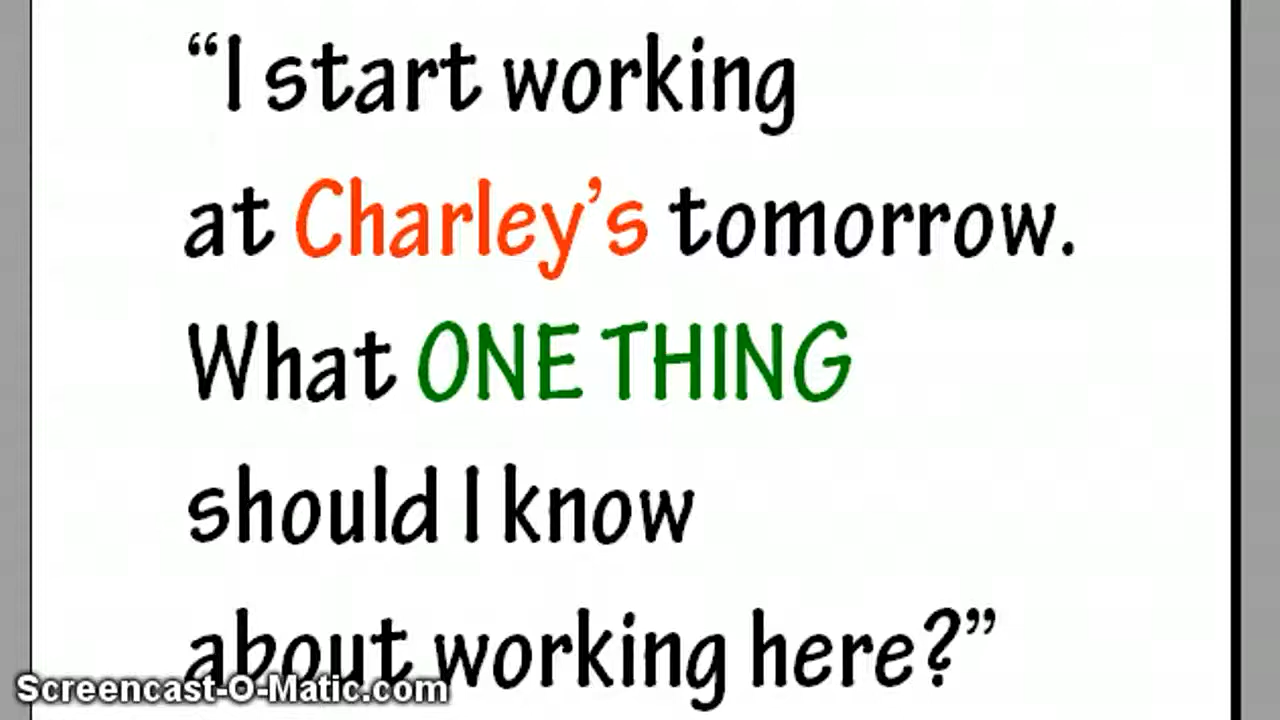 “I start working
at Charley’s tomorrow.
What ONE THING
should I know
about working here?”
Screencast-O-Matic.com